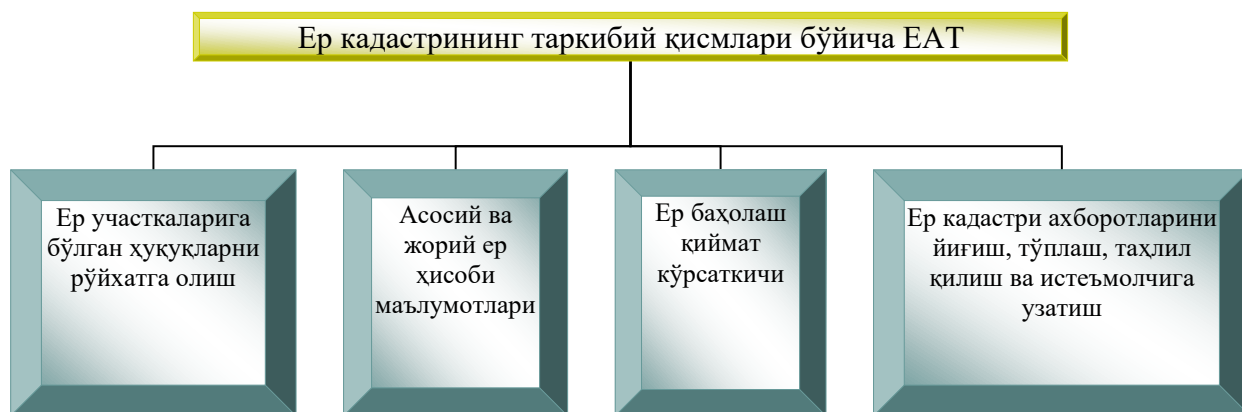 Ер кадастрининг таркибий қисмлари бўйича ЕАТ
Ер участкаларига
бўлган ҳуқуқларни
рўйхатга олиш
Асосий ва
жорий ер
ҳисоби
маълумотлари
Ер баҳолаш
қиймат
кўрсаткичи
Ер кадастри ахборотларини
йиғиш, тўплаш, таҳлил
қилиш ва истеъмолчига
узатиш